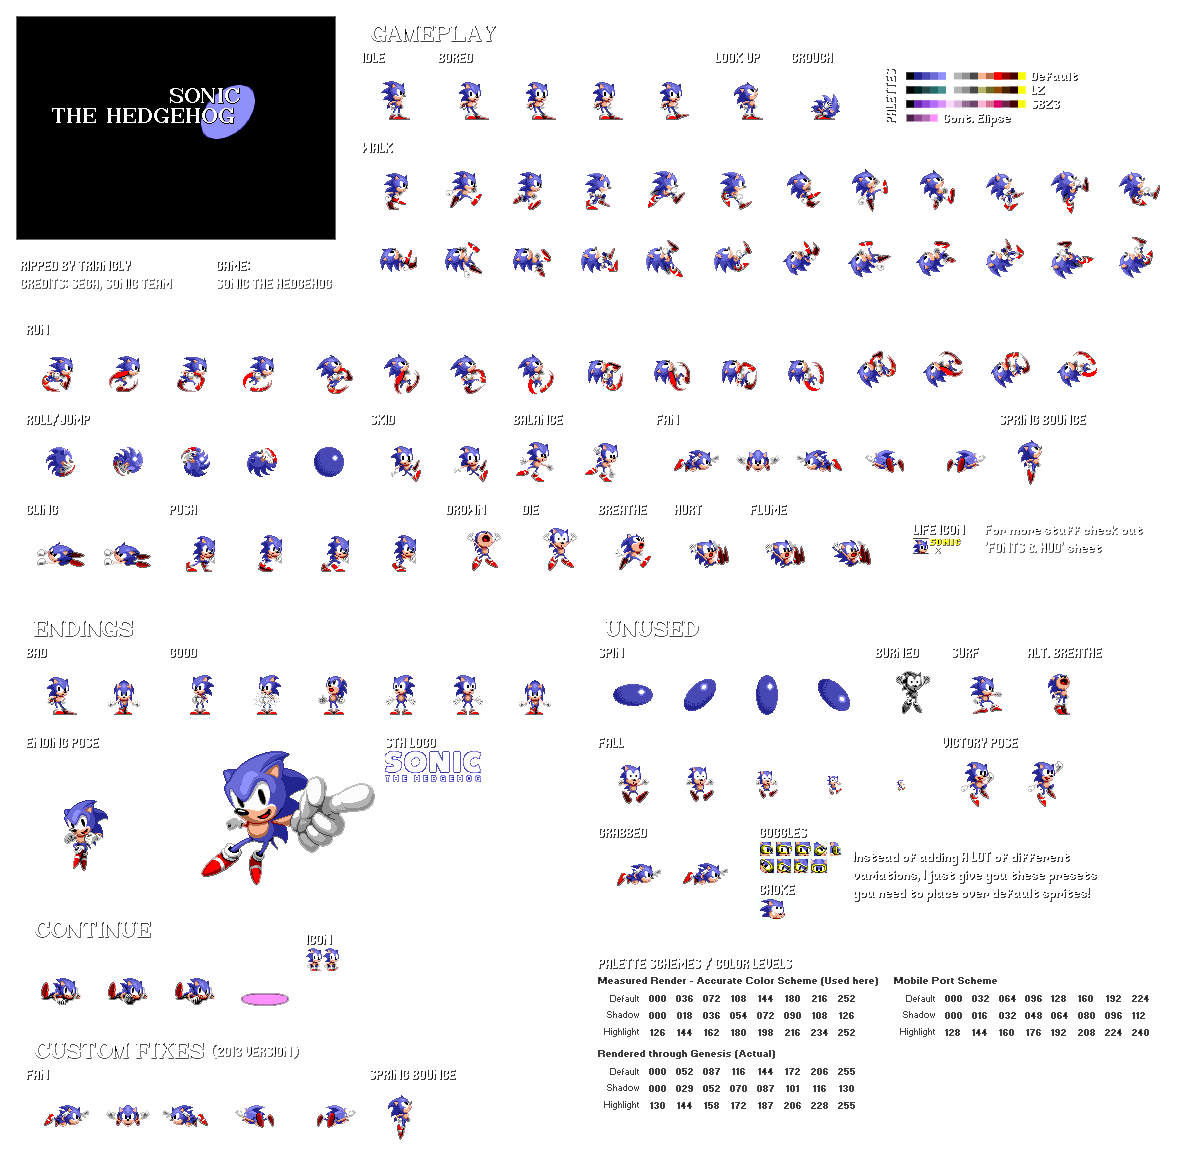 SONIC
THE HEDGEHOG
RIPPED BY TRIANGLY
CREDITS: SEGA, SONIC TEAM
GAME:
SONIC THE HEDGEHOG
GAMEPLAY
IDLE
BORED
LOOK UP
CROUCH
PALETTES
Default
LZ
SBZ3
Cont. Elipse
WALK
RUN
ROLL/JUMP
SKID
BALANCE
FAN
SPRING BOUNCE
CLING
PUSH
DROWN
DIE
BREATHE
HURT
FLUME
LIFE ICON
SONIC
X
For more stuff check out
'FONTS & HUD' sheet
ENDINGS
BAD
GOOD
ENDING POSE
STH LOGO
SONIC
THE HEDGEHOG
UNUSED
SPIN
BURNED
SURF
ALT. BREATHE
FALL
VICTORY POSE
GRABBED
GOGGLES
CHOKE
Instead of adding A LOT of different
variations, I just give you these presets
you need to place over default sprites!
CONTINUE
ICON
CUSTOM FIXES (2013 VERSION)
FAN
SPRING BOUNCE
PALETTE SCHEMES / COLOR LEVELS
Measured Render - Accurate Color Scheme (Used here)
Default 000 036 072 108 144 180 216 252
Shadow 000 018 036 054 072 090 108 126
Highlight 126 144 162 180 198 216 234 252
Mobile Port Scheme
Default 000 032 064 096 128 160 192 224
Shadow 000 016 032 048 064 080 096 112
Highlight 128 144 160 176 192 208 224 240
Rendered through Genesis (Actual)
Default 000 052 087 116 144 172 206 255
Shadow 000 029 052 070 087 101 116 130
Highlight 130 144 158 172 187 206 228 255